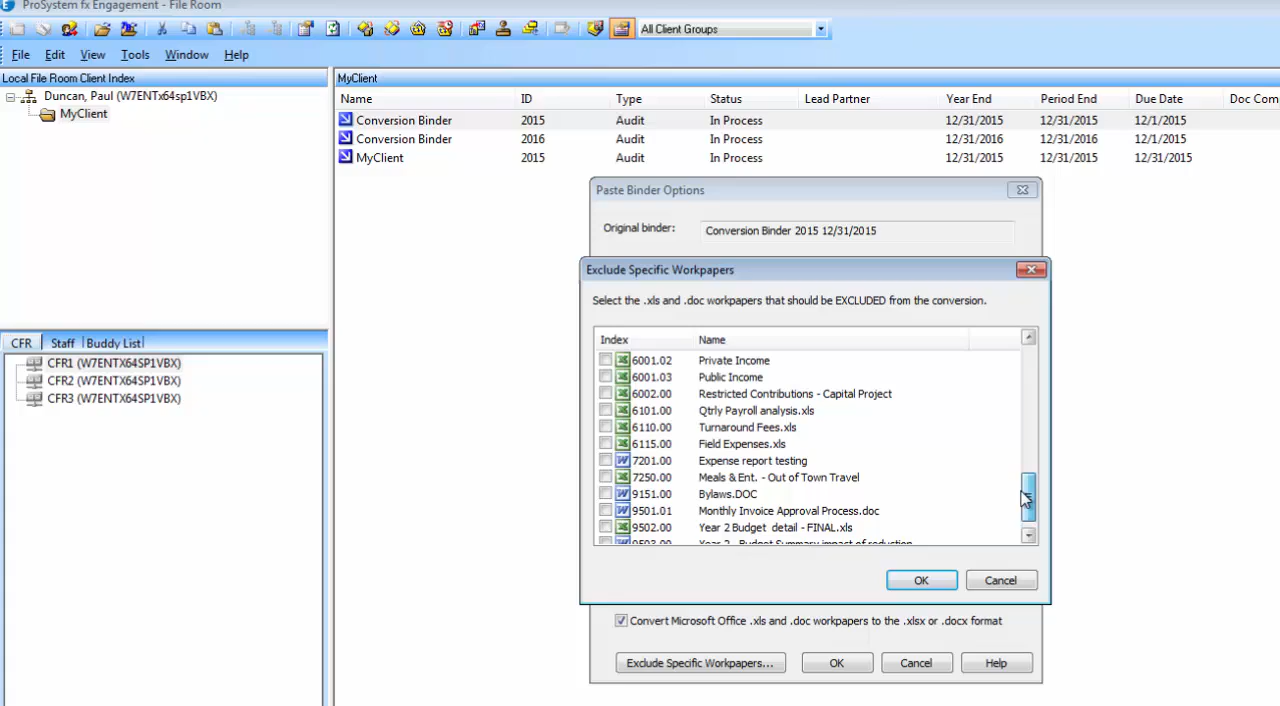 ProSystem fx Engagement - File Room
All Client Groups
File Edit View Tools Window Help
Local File Room Client Index
Duncan, Paul (W7ENTx64sp1VBX)
MyClient
CFR Staff Buddy List
CFR1 (W7ENTX64SP1VBX)
CFR2 (W7ENTX64SP1VBX)
CFR3 (W7ENTX64SP1VBX)
MyClient
Name ID Type Status Lead Partner Year End Period End Due Date Doc Com
Conversion Binder 2015 Audit In Process 12/31/2015 12/31/2015 12/1/2015
Conversion Binder 2016 Audit In Process 12/31/2016 12/31/2016 12/1/2015
MyClient 2015 Audit In Process 12/31/2015 12/31/2015 12/31/2015
Paste Binder Options
Original binder: Conversion Binder 2015 12/31/2015
Exclude Specific Workpapers
Select the .xls and .doc workpapers that should be EXCLUDED from the conversion.
Index Name
6001.02 Private Income
6001.03 Public Income
6002.00 Restricted Contributions - Capital Project
6101.00 Qtrly Payroll analysis.xls
6110.00 Turnaround Fees.xls
6115.00 Field Expenses.xls
7201.00 Expense report testing
7250.00 Meals & Ent. - Out of Town Travel
9151.00 Bylaws.DOC
9501.01 Monthly Invoice Approval Process.doc
9502.00 Year 2 Budget detail - FINAL.xls
9503.00 Year 2 - Budget Summary impact of reduction
OK Cancel
Convert Microsoft Office .xls and .doc workpapers to the .xlsx or .docx format
Exclude Specific Workpapers... OK Cancel Help